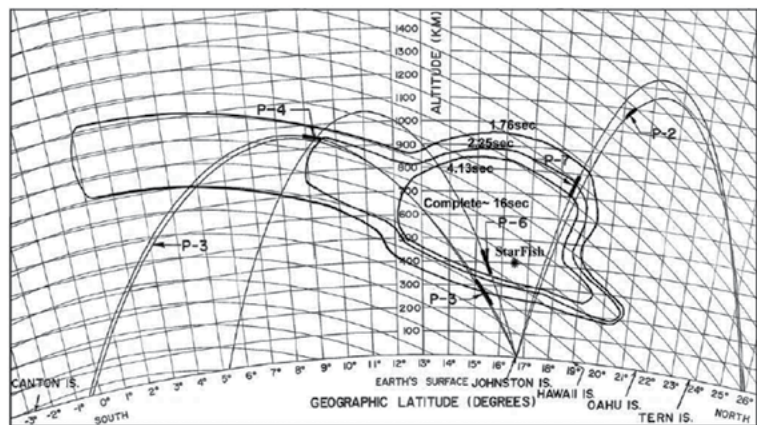 1400
1300
1200
1100
1000
900
800
700
600
500
400
300
200
100
ALTITUDE (KM)
P-4
1.76sec
2.25sec
4.13sec
P-7
P-2
Complete~ 16sec
P-6
StarFish
P-3
P-3
CANTON IS.
-3° -2° -1° 0° 1° 2° 3° 4° 5° 6° 7° 8° 9° 10° 11° 12° 13° 14° 15° 16° 17° 18° 19° 20° 21° 22° 23° 24° 25° 26°
SOUTH
EARTH'S SURFACE
JOHNSTON IS.
HAWAII IS.
OAHU IS.
TERN IS.
NORTH
GEOGRAPHIC LATITUDE (DEGREES)